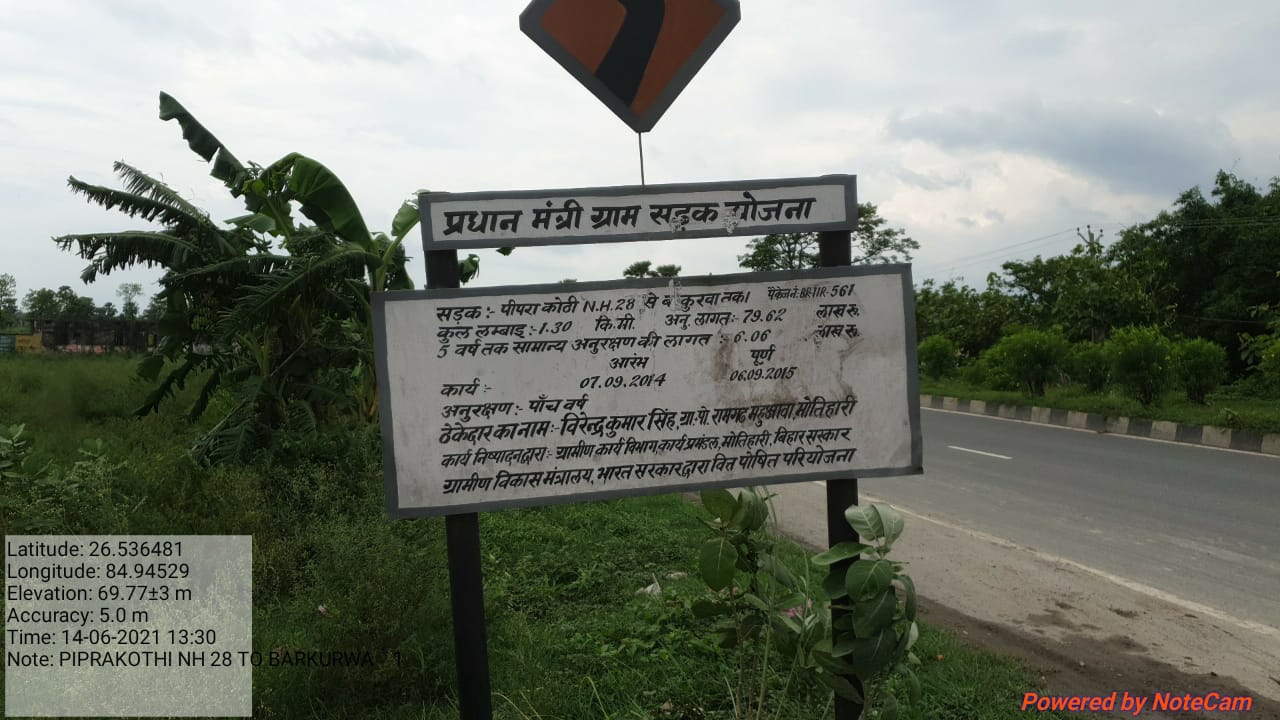 प्रधान मंत्री ग्राम सड़क योजना
सड़क :- पीपरा कोठी N.H.28 से ब कुरवा तक। पैकेज नं:-BR-11R-561
कुल लम्बाइ :-1.30 कि.मी. अनु. लागत:- 79.62 लाख रू.
5 वर्ष तक सामान्य अनुरक्षण की लागत :- 6.06 लाख रू.
आरंभ पूर्ण
कार्य :- 07.09.2014 06.09.2015
अनुरक्षण :- पाँच वर्ष
ठेकेदार का नाम:- विरेन्द्र कुमार सिंह, ग्रा.+पो. रामगढ़ महुआवा, मोतिहारी
कार्य निष्पादन द्वारा :- ग्रामीण कार्य विभाग, कार्य प्रमंडल, मोतिहारी, बिहार सरकार
ग्रामीण विकास मंत्रालय, भारत सरकार द्वारा वित पोषित परियोजना
Latitude: 26.536481
Longitude: 84.94529
Elevation: 69.77±3 m
Accuracy: 5.0 m
Time: 14-06-2021 13:30
Note: PIPRAKOTHI NH 28 TO BARKURWA - 1
Powered by NoteCam